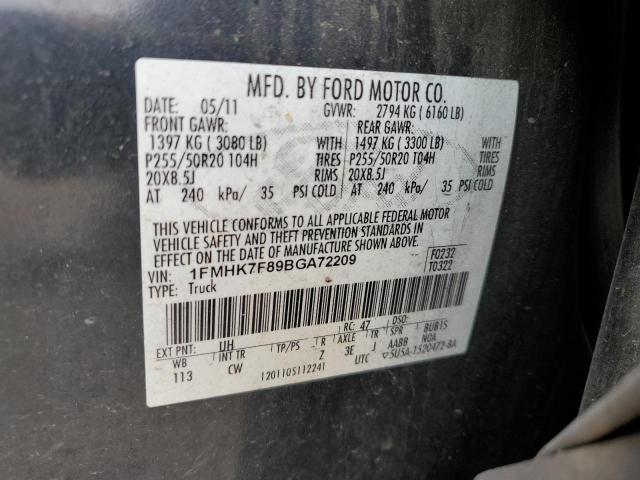 MFD. BY FORD MOTOR CO.
DATE: 05/11 GVWR: 2794 KG ( 6160 LB)
FRONT GAWR: REAR GAWR:
1397 KG ( 3080 LB) 1497 KG ( 3300 LB)
P255/50R20 104H TIRES P255/50R20 104H TIRES
20X8.5J RIMS 20X8.5J RIMS
AT 240 kPa/ 35 PSI COLD AT 240 kPa/ 35 PSI COLD
THIS VEHICLE CONFORMS TO ALL APPLICABLE FEDERAL MOTOR
VEHICLE SAFETY AND THEFT PREVENTION STANDARDS IN
EFFECT ON THE DATE OF MANUFACTURE SHOWN ABOVE.
VIN: 1FMHK7F89BGA72209 F0232
TYPE: Truck T0322
EXT PNT: UH RC: 47 DSO:
WB INT TR TP/PS R AXLE TR SPR BUB15
113 CW Z 3E J AABB NOA
1201105112241 UTC ▽5U5A-1520472-BA